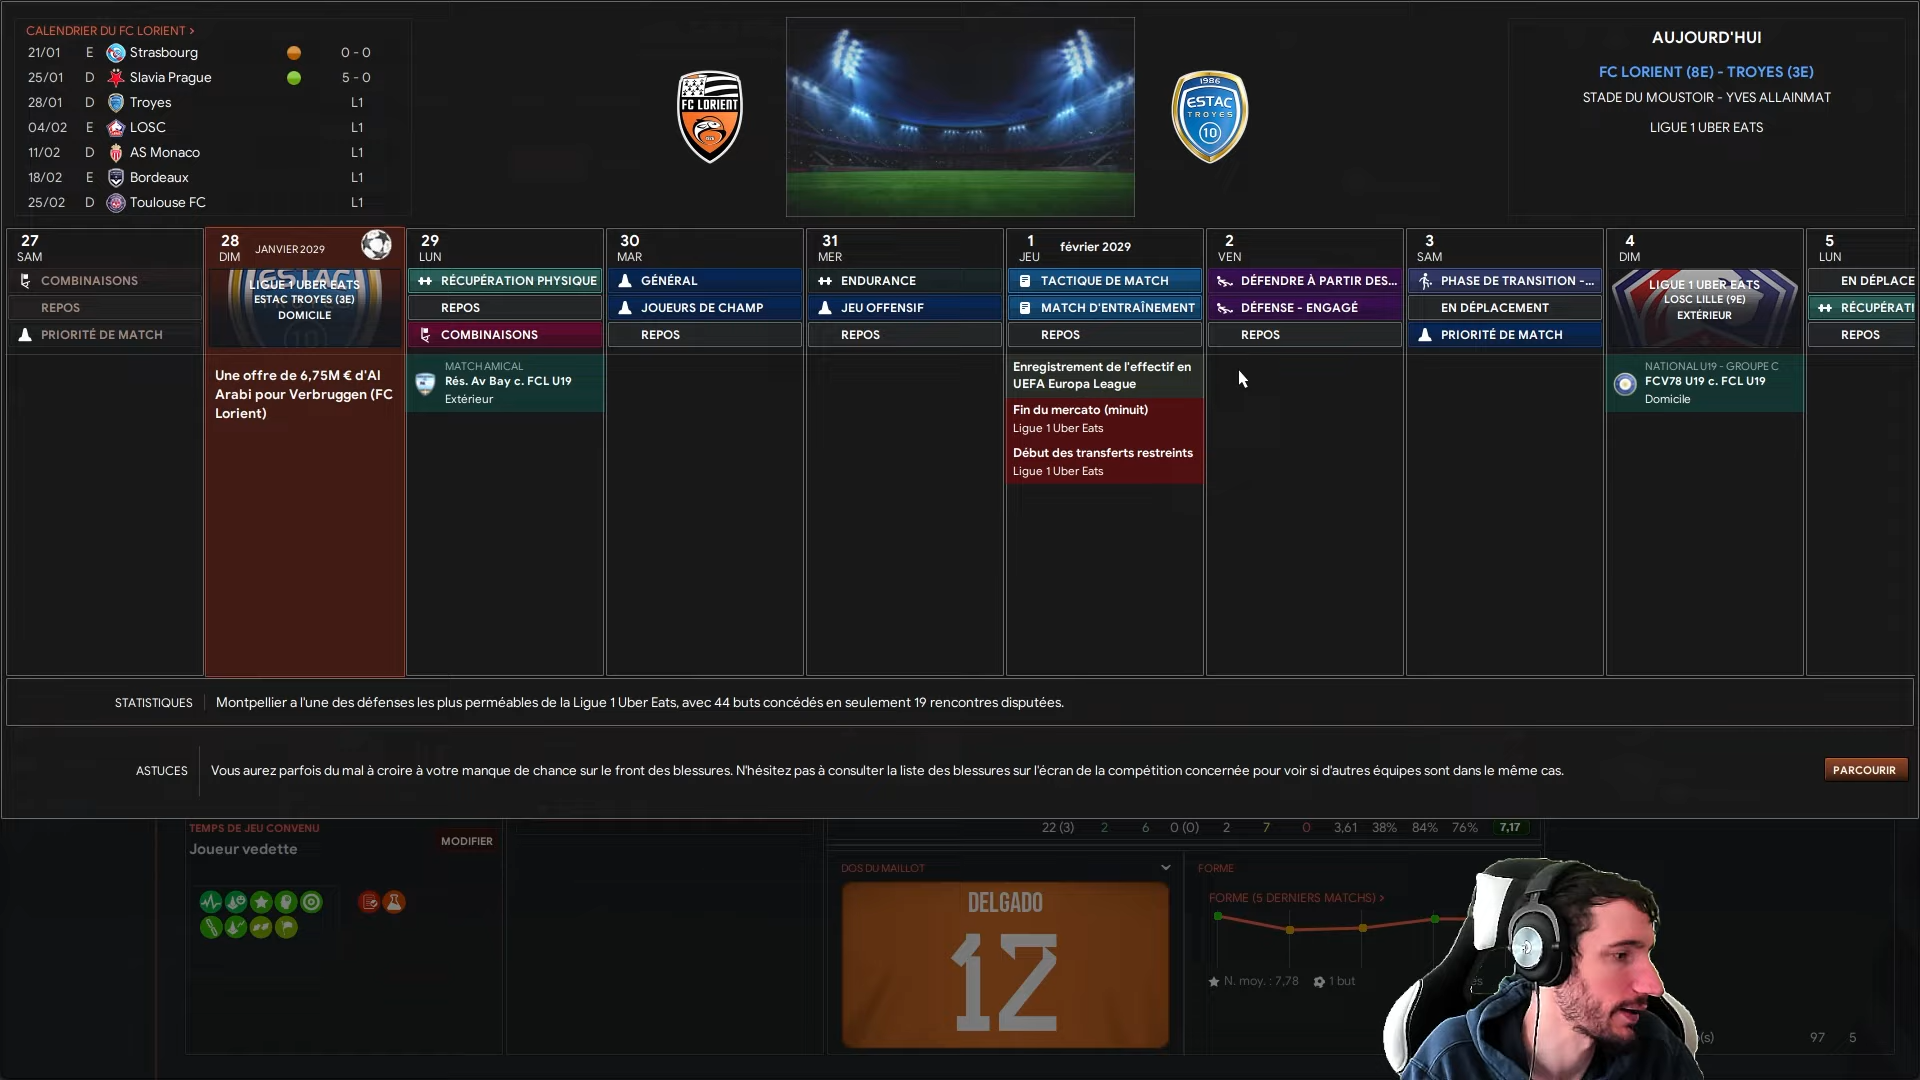 CALENDRIER DU FC LORIENT >
21/01 E Strasbourg 0 - 0
25/01 D Slavia Prague 5 - 0
28/01 D Troyes L1
04/02 E LOSC L1
11/02 D AS Monaco L1
18/02 E Bordeaux L1
25/02 D Toulouse FC L1
FC LORIENT
1986
ESTAC
TROYES
10
AUJOURD'HUI
FC LORIENT (8E) - TROYES (3E)
STADE DU MOUSTOIR - YVES ALLAINMAT
LIGUE 1 UBER EATS
27
SAM
COMBINAISONS
REPOS
PRIORITÉ DE MATCH
28
DIM
JANVIER 2029
LIGUE 1 UBER EATS
ESTAC TROYES (3E)
DOMICILE
Une offre de 6,75M € d'Al
Arabi pour Verbruggen (FC
Lorient)
29
LUN
RÉCUPÉRATION PHYSIQUE
REPOS
COMBINAISONS
MATCH AMICAL
Rés. Av Bay c. FCL U19
Extérieur
30
MAR
GÉNÉRAL
JOUEURS DE CHAMP
REPOS
31
MER
ENDURANCE
JEU OFFENSIF
REPOS
1
JEU
février 2029
TACTIQUE DE MATCH
MATCH D'ENTRAÎNEMENT
REPOS
Enregistrement de l'effectif en
UEFA Europa League
Fin du mercato (minuit)
Ligue 1 Uber Eats
Début des transferts restreints
Ligue 1 Uber Eats
2
VEN
DÉFENDRE À PARTIR DES...
DÉFENSE - ENGAGÉ
REPOS
3
SAM
PHASE DE TRANSITION -...
EN DÉPLACEMENT
PRIORITÉ DE MATCH
4
DIM
LIGUE 1 UBER EATS
LOSC LILLE (9E)
EXTÉRIEUR
NATIONAL U19 - GROUPE C
FCV78 U19 c. FCL U19
Domicile
5
LUN
EN DÉPLACE
RÉCUPÉRATI
REPOS
STATISTIQUES Montpellier a l'une des défenses les plus perméables de la Ligue 1 Uber Eats, avec 44 buts concédés en seulement 19 rencontres disputées.
ASTUCES Vous aurez parfois du mal à croire à votre manque de chance sur le front des blessures. N'hésitez pas à consulter la liste des blessures sur l'écran de la compétition concernée pour voir si d'autres équipes sont dans le même cas.
PARCOURIR
TEMPS DE JEU CONVENU
Joueur vedette
MODIFIER
22 (3) 2 6 0 (0) 2 7 0 3,61 38% 84% 76% 7,17
DOS DU MAILLOT
DELGADO
12
FORME
FORME (5 DERNIERS MATCHS) >
N. moy. : 7,78 1 but
(s) 97 5